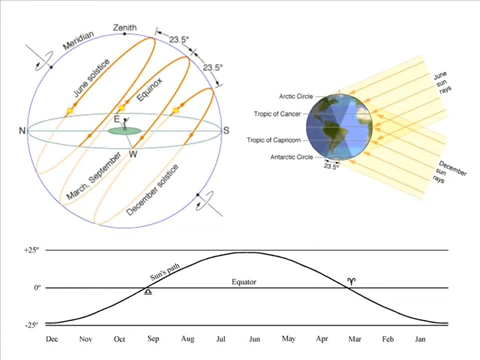 Zenith
Meridian
23.5°
23.5°
June solstice
Equinox
E
N
S
W
March, September
December solstice
June
sun
rays
Arctic Circle
Tropic of Cancer
Tropic of Capricorn
Antarctic Circle
23.5°
December
sun
rays
+25°
Sun's path
♈
0°
Equator
♎
-25°
Dec Nov Oct Sep Aug Jul Jun May Apr Mar Feb Jan